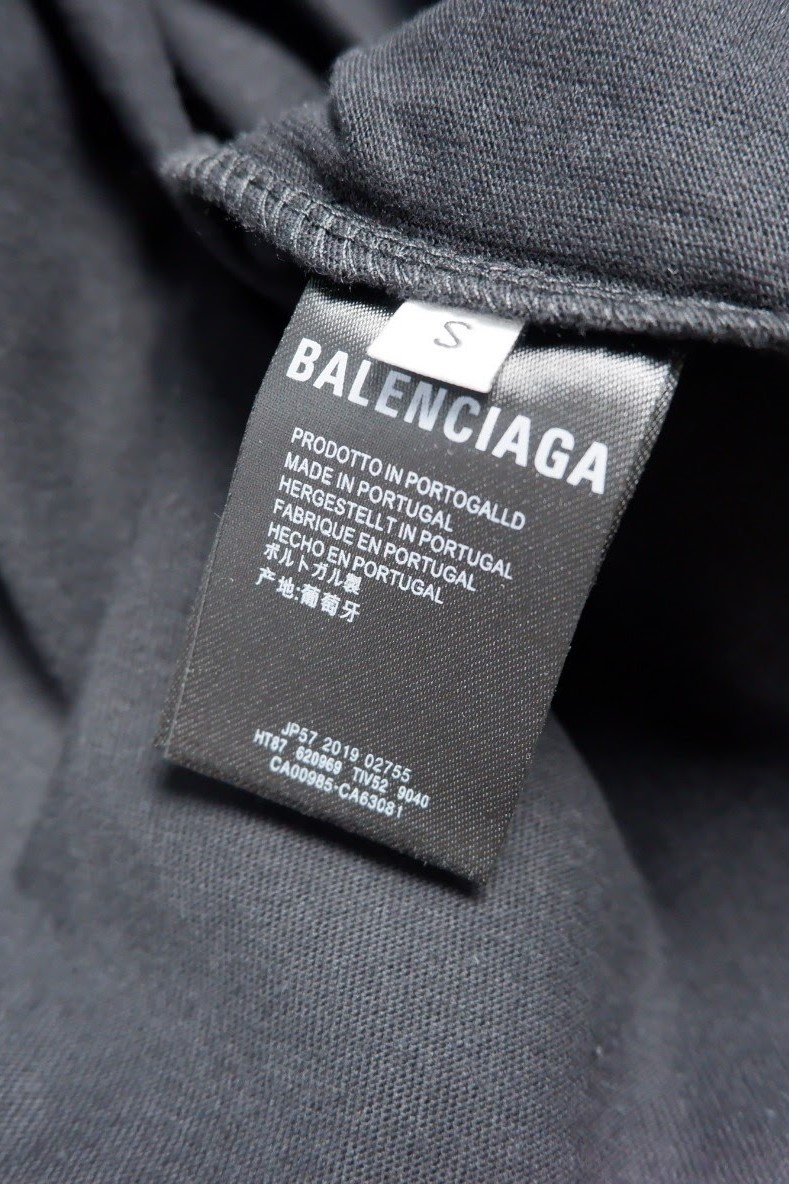 S
BALENCIAGA
PRODOTTO IN PORTOGALLD
MADE IN PORTUGAL
HERGESTELLT IN PORTUGAL
FABRIQUE EN PORTUGAL
HECHO EN PORTUGAL
ポルトガル製
产地:葡萄牙
JP57 2019 02755
HT87 620969 TIV52 9040
CA00985-CA63081